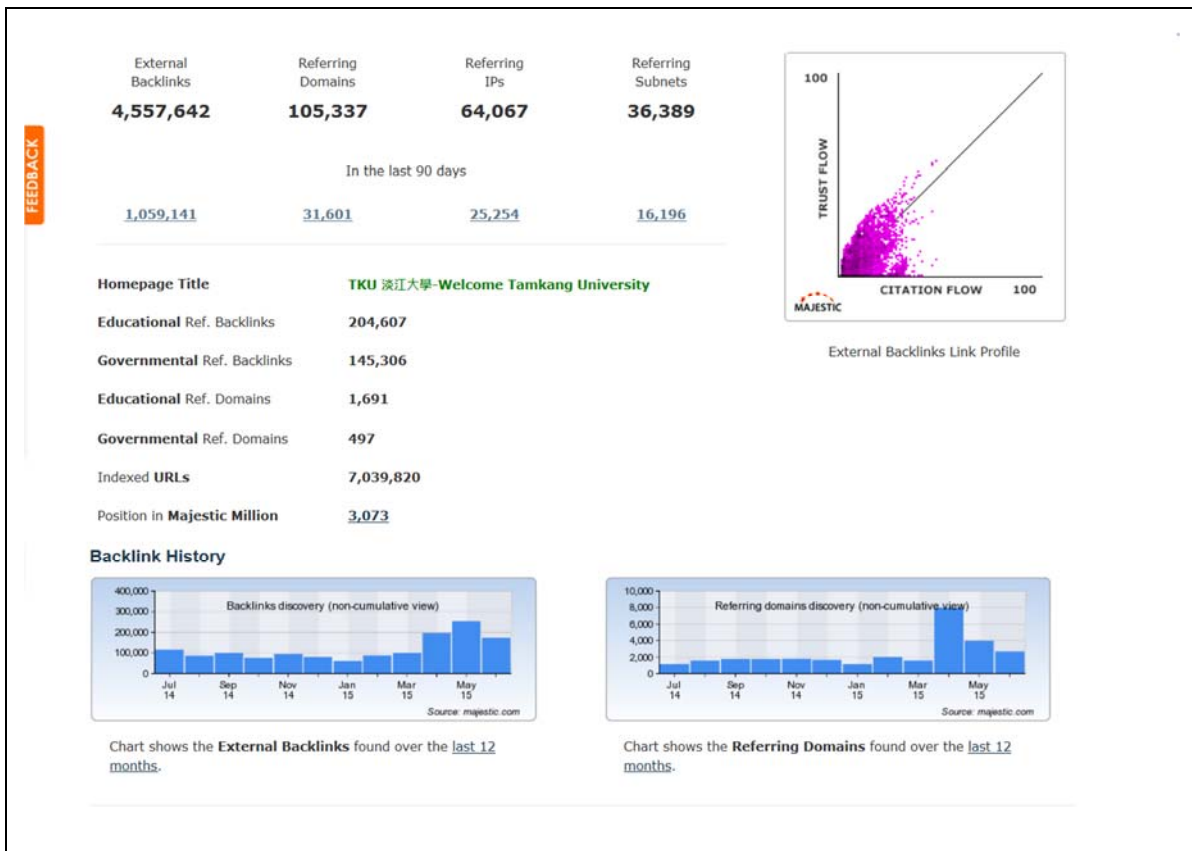 External Backlinks
4,557,642
Referring Domains
105,337
Referring IPs
64,067
Referring Subnets
36,389
In the last 90 days
1,059,141
31,601
25,254
16,196
FEEDBACK
Homepage Title TKU 淡江大學-Welcome Tamkang University
Educational Ref. Backlinks 204,607
Governmental Ref. Backlinks 145,306
Educational Ref. Domains 1,691
Governmental Ref. Domains 497
Indexed URLs 7,039,820
Position in Majestic Million 3,073
100
TRUST FLOW
CITATION FLOW 100
MAJESTIC
External Backlinks Link Profile
Backlink History
Backlinks discovery (non-cumulative view)
400,000
300,000
200,000
100,000
0
Jul 14 Sep 14 Nov 14 Jan 15 Mar 15 May 15
Source: majestic.com
Chart shows the External Backlinks found over the last 12
months.
Referring domains discovery (non-cumulative view)
10,000
8,000
6,000
4,000
2,000
0
Jul 14 Sep 14 Nov 14 Jan 15 Mar 15 May 15
Source: majestic.com
Chart shows the Referring Domains found over the last 12
months.